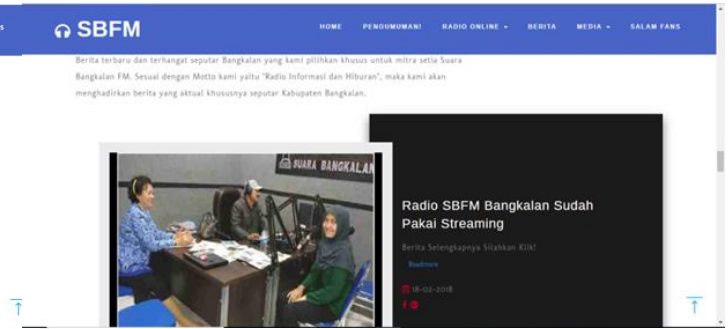 s
SBFM
HOME PENGUMUMANI RADIO ONLINE BERITA MEDIA SALAM FANS
Berita terbaru dan terhangat seputar Bangkalan yang kami pilihkan khusus untuk mitra setia Suara
Bangkalan FM. Sesuai dengan Motto kami yaitu "Radio Informasi dan Hiburan", maka kami akan
menghadirkan berita yang aktual khususnya seputar Kabupaten Bangkalan.
SUARA BANGKALAN
Radio SBFM Bangkalan Sudah
Pakai Streaming
Berita Selengkapnya Silahkan Klik!
Readmore
18-02-2018